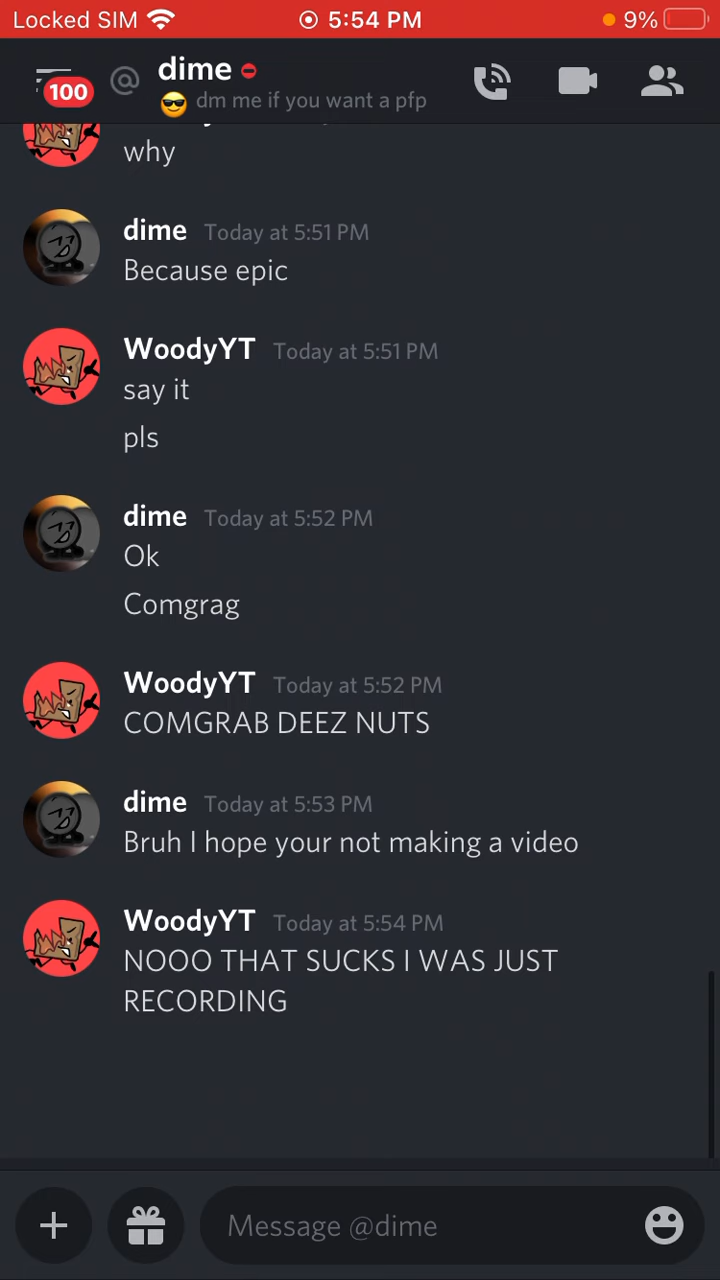 Locked SIM 5:54 PM 9%
100 @ dime
😎 dm me if you want a pfp
why
dime Today at 5:51 PM
Because epic
WoodyYT Today at 5:51 PM
say it
pls
dime Today at 5:52 PM
Ok
Comgrag
WoodyYT Today at 5:52 PM
COMGRAB DEEZ NUTS
dime Today at 5:53 PM
Bruh I hope your not making a video
WoodyYT Today at 5:54 PM
NOOO THAT SUCKS I WAS JUST
RECORDING
Message @dime